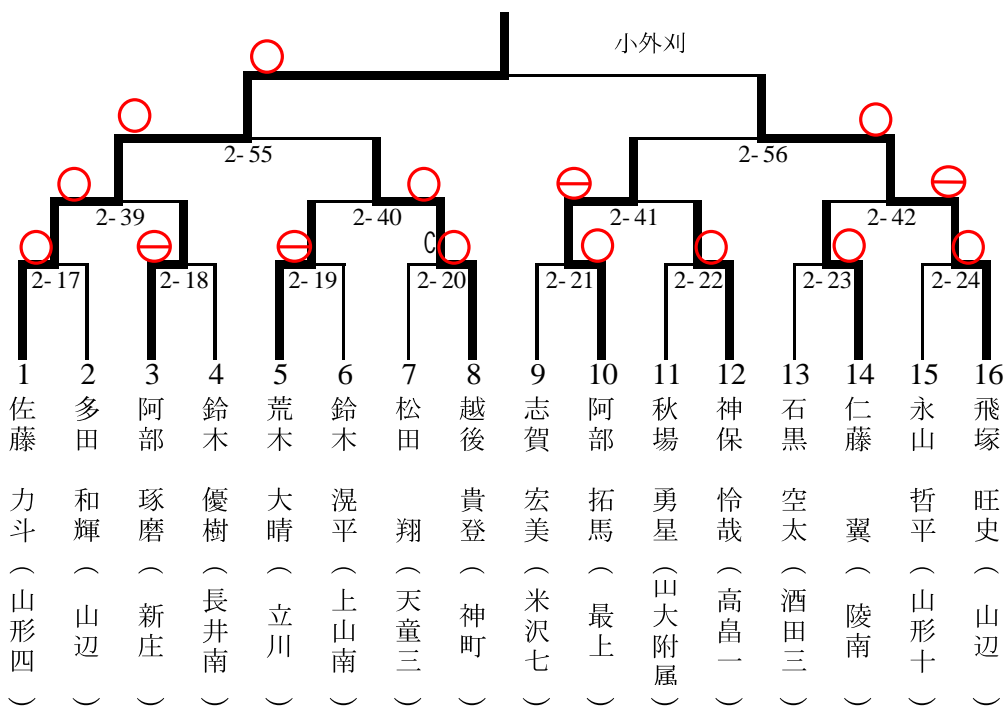 小外刈
2-55
2-56
2-39
2-40
2-41
2-42
C
2-17
2-18
2-19
2-20
2-21
2-22
2-23
2-24
1
佐藤 力斗（山形四）
2
多田 和輝（山辺）
3
阿部 琢磨（新庄）
4
鈴木 優樹（長井南）
5
荒木 大晴（立川）
6
鈴木 滉平（上山南）
7
松田 翔（天童三）
8
越後 貴登（神町）
9
志賀 宏美（米沢七）
10
阿部 拓馬（最上）
11
秋場 勇星（山大附属）
12
神保 怜哉（高畠一）
13
石黒 空太（酒田三）
14
仁藤 翼（陵南）
15
永山 哲平（山形十）
16
飛塚 旺史（山辺）